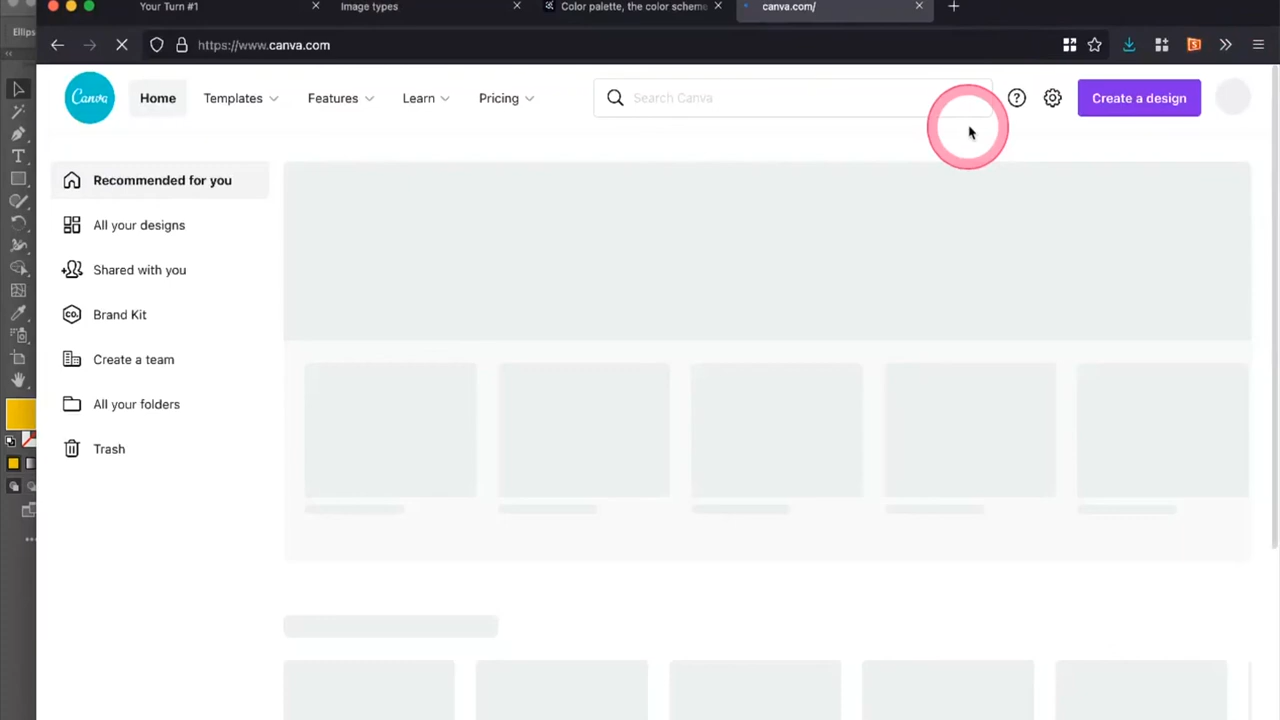 Your Turn #1
Image types
Color palette, the color scheme
canva.com/
Ellips
https://www.canva.com
Canva
Home
Templates
Features
Learn
Pricing
Search Canva
Create a design
Recommended for you
All your designs
Shared with you
CO.
Brand Kit
Create a team
All your folders
Trash